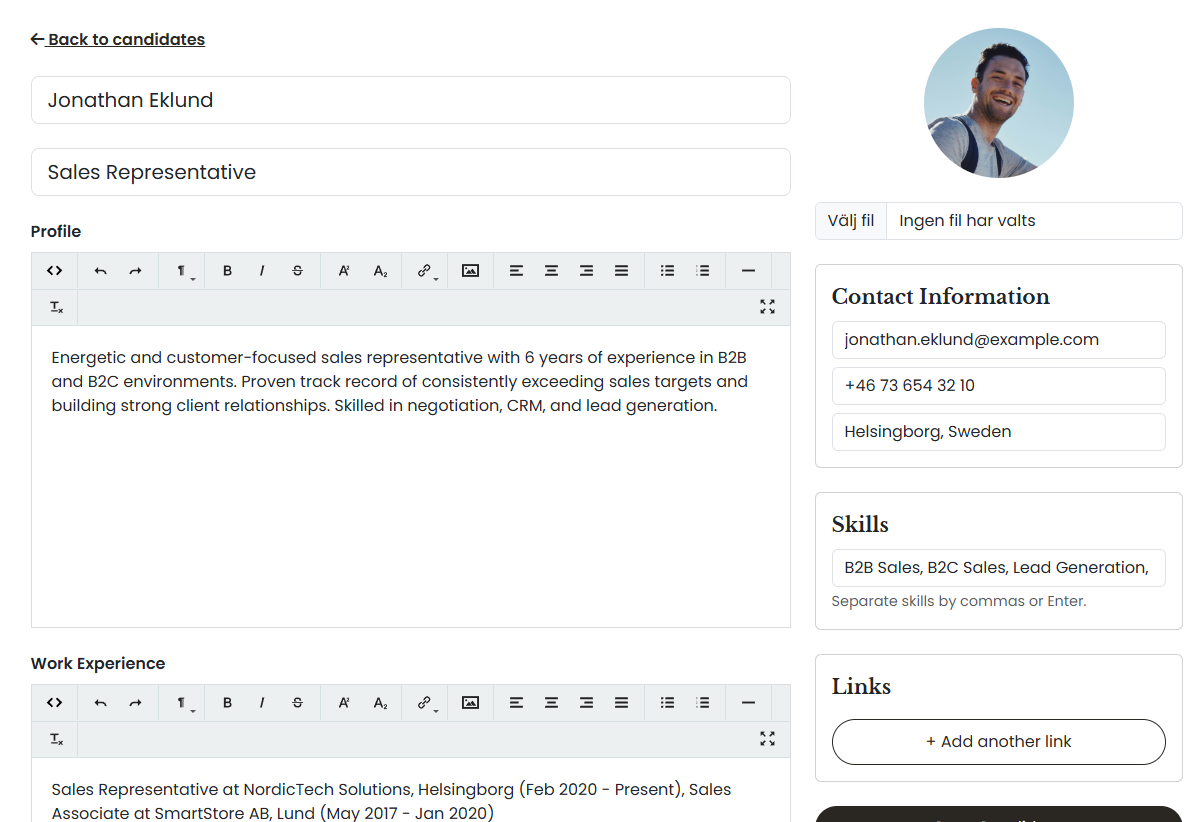 Back to candidates
Jonathan Eklund
Sales Representative
Profile
Energetic and customer-focused sales representative with 6 years of experience in B2B
and B2C environments. Proven track record of consistently exceeding sales targets and
building strong client relationships. Skilled in negotiation, CRM, and lead generation.
Work Experience
Sales Representative at NordicTech Solutions, Helsingborg (Feb 2020 - Present), Sales
Associate at SmartStore AB, Lund (May 2017 - Jan 2020)
Välj fil Ingen fil har valts
Contact Information
jonathan.eklund@example.com
+46 73 654 32 10
Helsingborg, Sweden
Skills
B2B Sales, B2C Sales, Lead Generation,
Separate skills by commas or Enter.
Links
+ Add another link